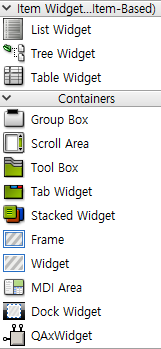 Item Widget...Item-Based)
List Widget
Tree Widget
Table Widget
Containers
Group Box
Scroll Area
Tool Box
Tab Widget
Stacked Widget
Frame
Widget
MDI Area
Dock Widget
QAxWidget